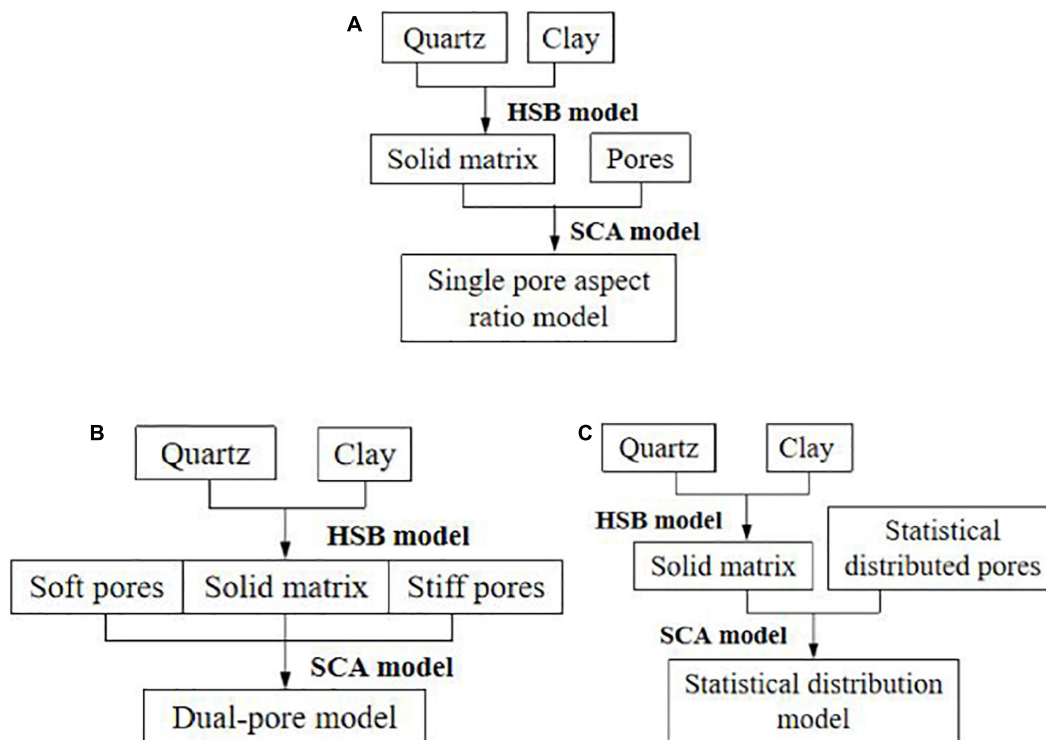 A
Quartz
Clay
HSB model
Solid matrix
Pores
SCA model
Single pore aspect
ratio model
B
Quartz
Clay
HSB model
Soft pores
Solid matrix
Stiff pores
SCA model
Dual-pore model
C
Quartz
Clay
HSB model
Solid matrix
Statistical
distributed pores
SCA model
Statistical distribution
model